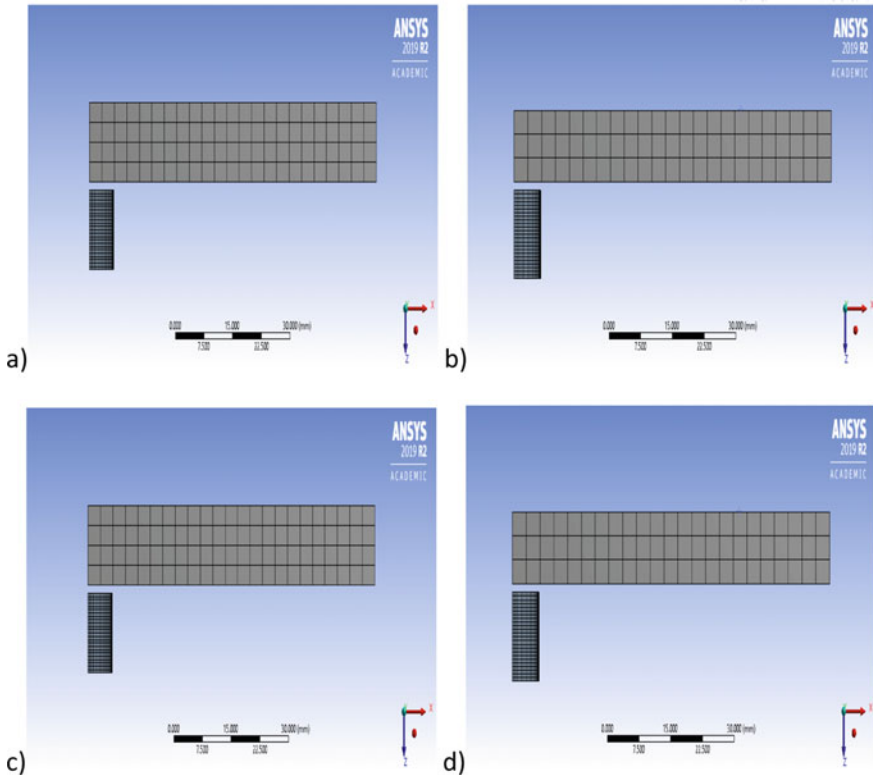 ANSYS
2019 R2
ACADEMIC
0.000 15.000 30.000 (mm)
7.500 22.500
X
Z
a)
ANSYS
2019 R2
ACADEMIC
0.000 15.000 30.000 (mm)
7.500 22.500
X
Z
b)
ANSYS
2019 R2
ACADEMIC
0.000 15.000 30.000 (mm)
7.500 22.500
X
Z
c)
ANSYS
2019 R2
ACADEMIC
0.000 15.000 30.000 (mm)
7.500 22.500
X
Z
d)